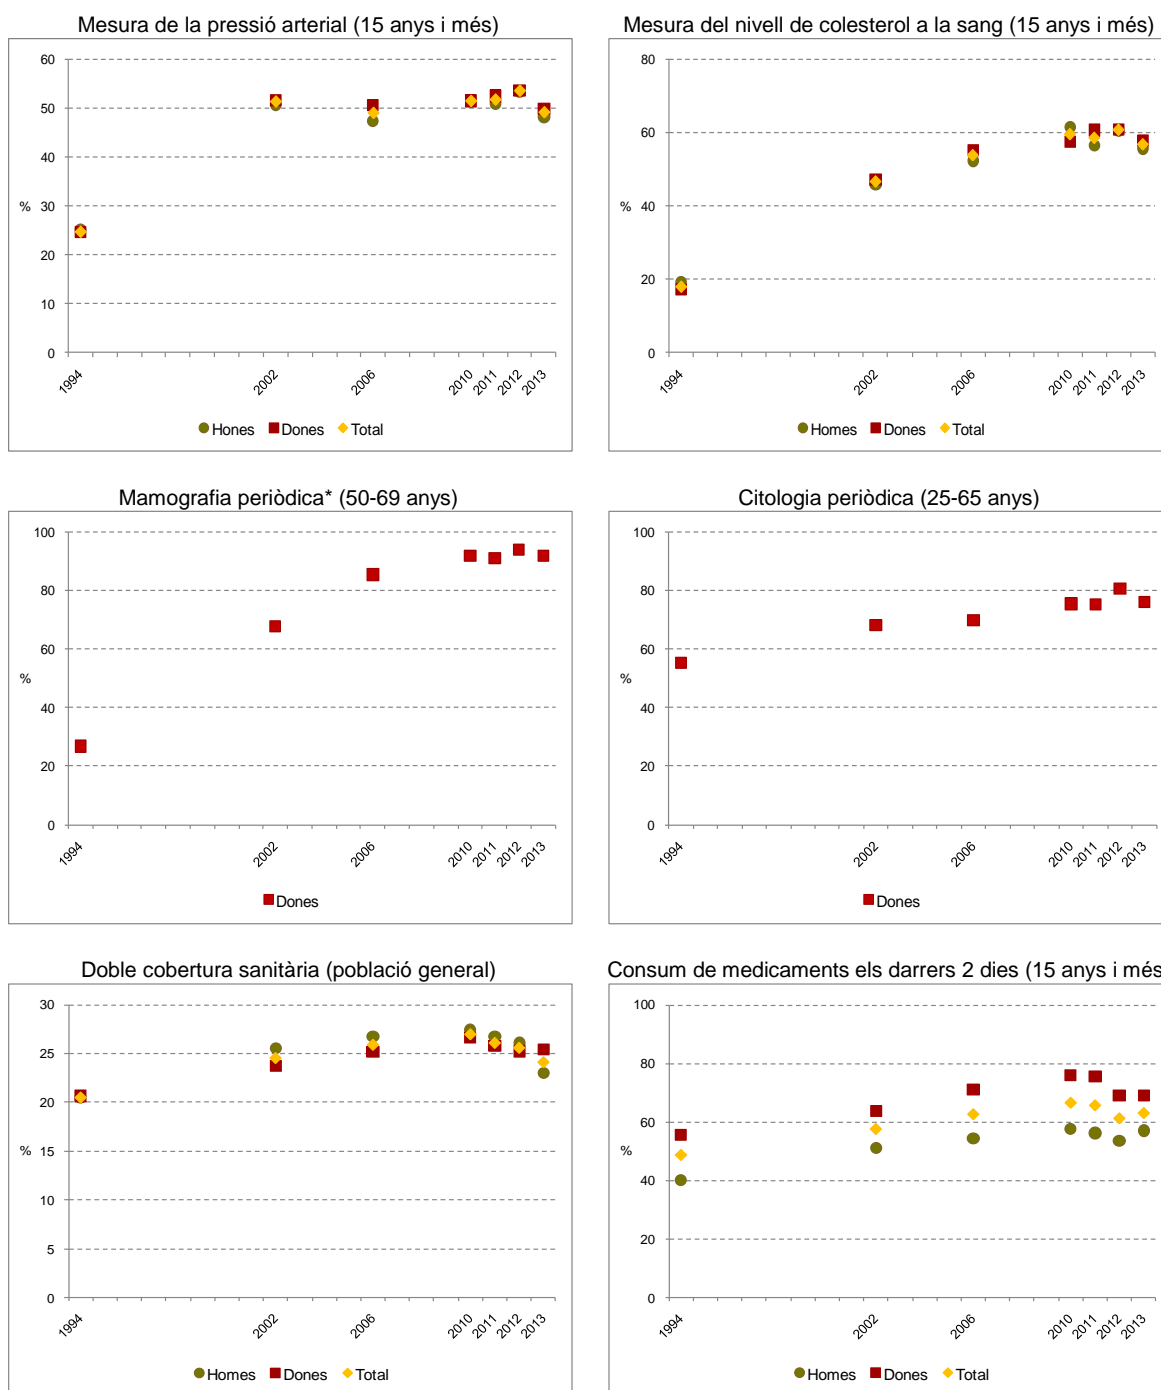 Mesura de la pressió arterial (15 anys i més)
60
50
40
% 30
20
10
0
1994 2002 2006 2010 2011 2012 2013
Hones Dones Total
Mesura del nivell de colesterol a la sang (15 anys i més)
80
60
% 40
20
0
1994 2002 2006 2010 2011 2012 2013
Homes Dones Total
Mamografia periòdica* (50-69 anys)
100
80
60
%
40
20
0
1994 2002 2006 2010 2011 2012 2013
Dones
Citologia periòdica (25-65 anys)
100
80
60
%
40
20
0
1994 2002 2006 2010 2011 2012 2013
Dones
Doble cobertura sanitària (població general)
30
25
20
% 15
10
5
0
1994 2002 2006 2010 2011 2012 2013
Homes Dones Total
Consum de medicaments els darrers 2 dies (15 anys i més
100
80
60
%
40
20
0
1994 2002 2006 2010 2011 2012 2013
Homes Dones Total